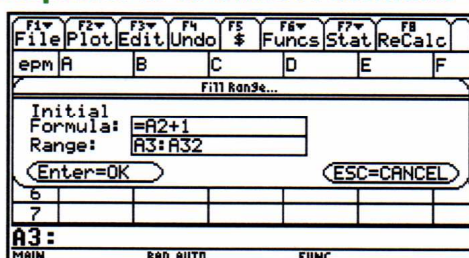 F1▼ F2▼ F3▼ F4 F5 F6▼ F7▼ F8
File Plot Edit Undo $ Funcs Stat ReCalc
epm A B C D E F
Fill Range...
Initial
Formula: =A2+1
Range: A3:A32
Enter=OK ESC=CANCEL
6
7
A3:
MAIN RAD AUTO FUNC